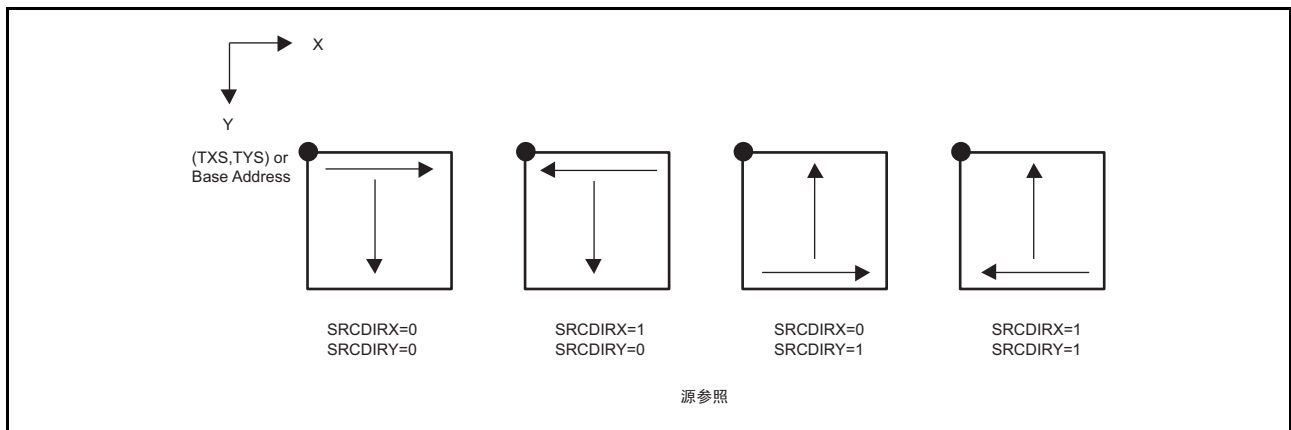 X
Y
(TXS,TYS) or
Base Address
SRCDIRX=0
SRCDIRY=0
SRCDIRX=1
SRCDIRY=0
SRCDIRX=0
SRCDIRY=1
SRCDIRX=1
SRCDIRY=1
源参照